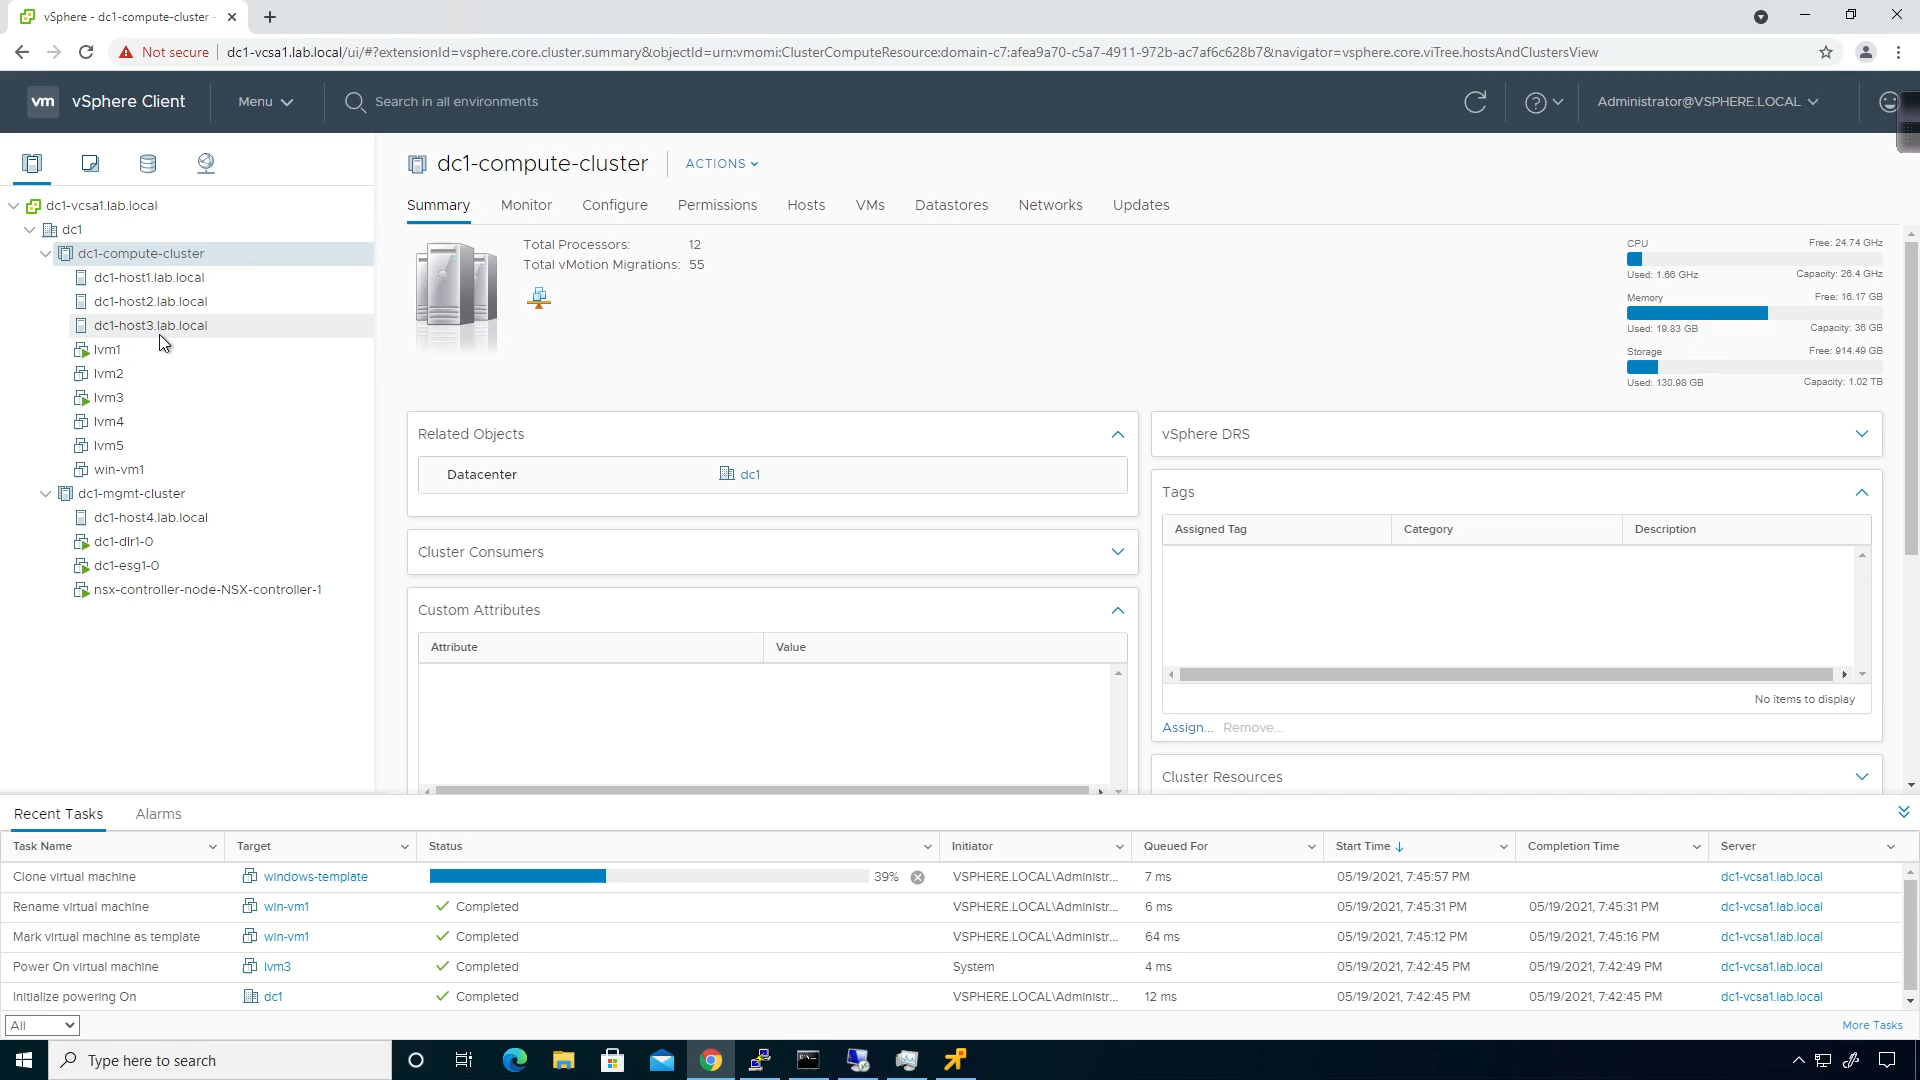 vSphere - dc1-compute-cluster -
Not secure
dc1-vcsa1.lab.local/ui/#?extensionId=vsphere.core.cluster.summary&objectId=urn:vmomi:ClusterComputeResource:domain-c7:afea9a70-c5a7-4911-972b-ac7af6c628b7&navigator=vsphere.core.viTree.hostsAndClustersView
vm vSphere Client
Menu
Search in all environments
Administrator@VSPHERE.LOCAL
dc1-vcsa1.lab.local
dc1
dc1-compute-cluster
dc1-host1.lab.local
dc1-host2.lab.local
dc1-host3.lab.local
lvm1
lvm2
lvm3
lvm4
lvm5
win-vm1
dc1-mgmt-cluster
dc1-host4.lab.local
dc1-dlr1-0
dc1-esg1-0
nsx-controller-node-NSX-controller-1
dc1-compute-cluster
ACTIONS
Summary Monitor Configure Permissions Hosts VMs Datastores Networks Updates
Total Processors: 12
Total vMotion Migrations: 55
CPU Free: 24.74 GHz
Used: 1.66 GHz Capacity: 26.4 GHz
Memory Free: 16.17 GB
Used: 19.83 GB Capacity: 36 GB
Storage Free: 914.49 GB
Used: 130.98 GB Capacity: 1.02 TB
Related Objects
Datacenter dc1
Cluster Consumers
Custom Attributes
Attribute Value
vSphere DRS
Tags
Assigned Tag Category Description
No items to display
Assign... Remove...
Cluster Resources
Recent Tasks Alarms
Task Name Target Status Initiator Queued For Start Time Completion Time Server
Clone virtual machine windows-template 39% VSPHERE.LOCAL\Administr... 7 ms 05/19/2021, 7:45:57 PM dc1-vcsa1.lab.local
Rename virtual machine win-vm1 Completed VSPHERE.LOCAL\Administr... 6 ms 05/19/2021, 7:45:31 PM 05/19/2021, 7:45:31 PM dc1-vcsa1.lab.local
Mark virtual machine as template win-vm1 Completed VSPHERE.LOCAL\Administr... 64 ms 05/19/2021, 7:45:12 PM 05/19/2021, 7:45:16 PM dc1-vcsa1.lab.local
Power On virtual machine lvm3 Completed System 4 ms 05/19/2021, 7:42:45 PM 05/19/2021, 7:42:49 PM dc1-vcsa1.lab.local
Initialize powering On dc1 Completed VSPHERE.LOCAL\Administr... 12 ms 05/19/2021, 7:42:45 PM 05/19/2021, 7:42:45 PM dc1-vcsa1.lab.local
All
More Tasks
Type here to search